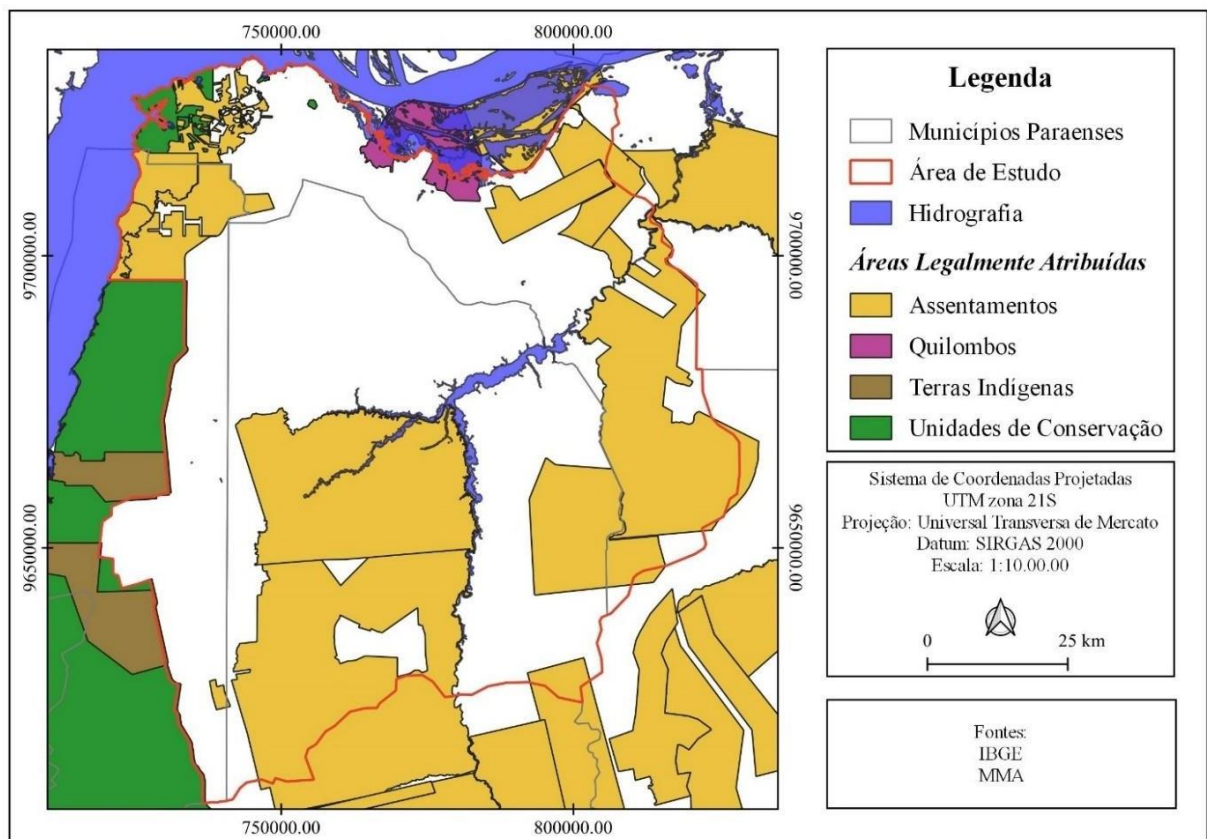 750000.00
800000.00
9700000.00
9700000.00
9650000.00
9650000.00
750000.00
800000.00
Legenda
Municípios Paraenses
Área de Estudo
Hidrografia
Áreas Legalmente Atribuídas
Assentamentos
Quilombos
Terras Indígenas
Unidades de Conservação
Sistema de Coordenadas Projetadas
UTM zona 21S
Projeção: Universal Transversa de Mercato
Datum: SIRGAS 2000
Escala: 1:10.00.00
0 25 km
Fontes:
IBGE
MMA